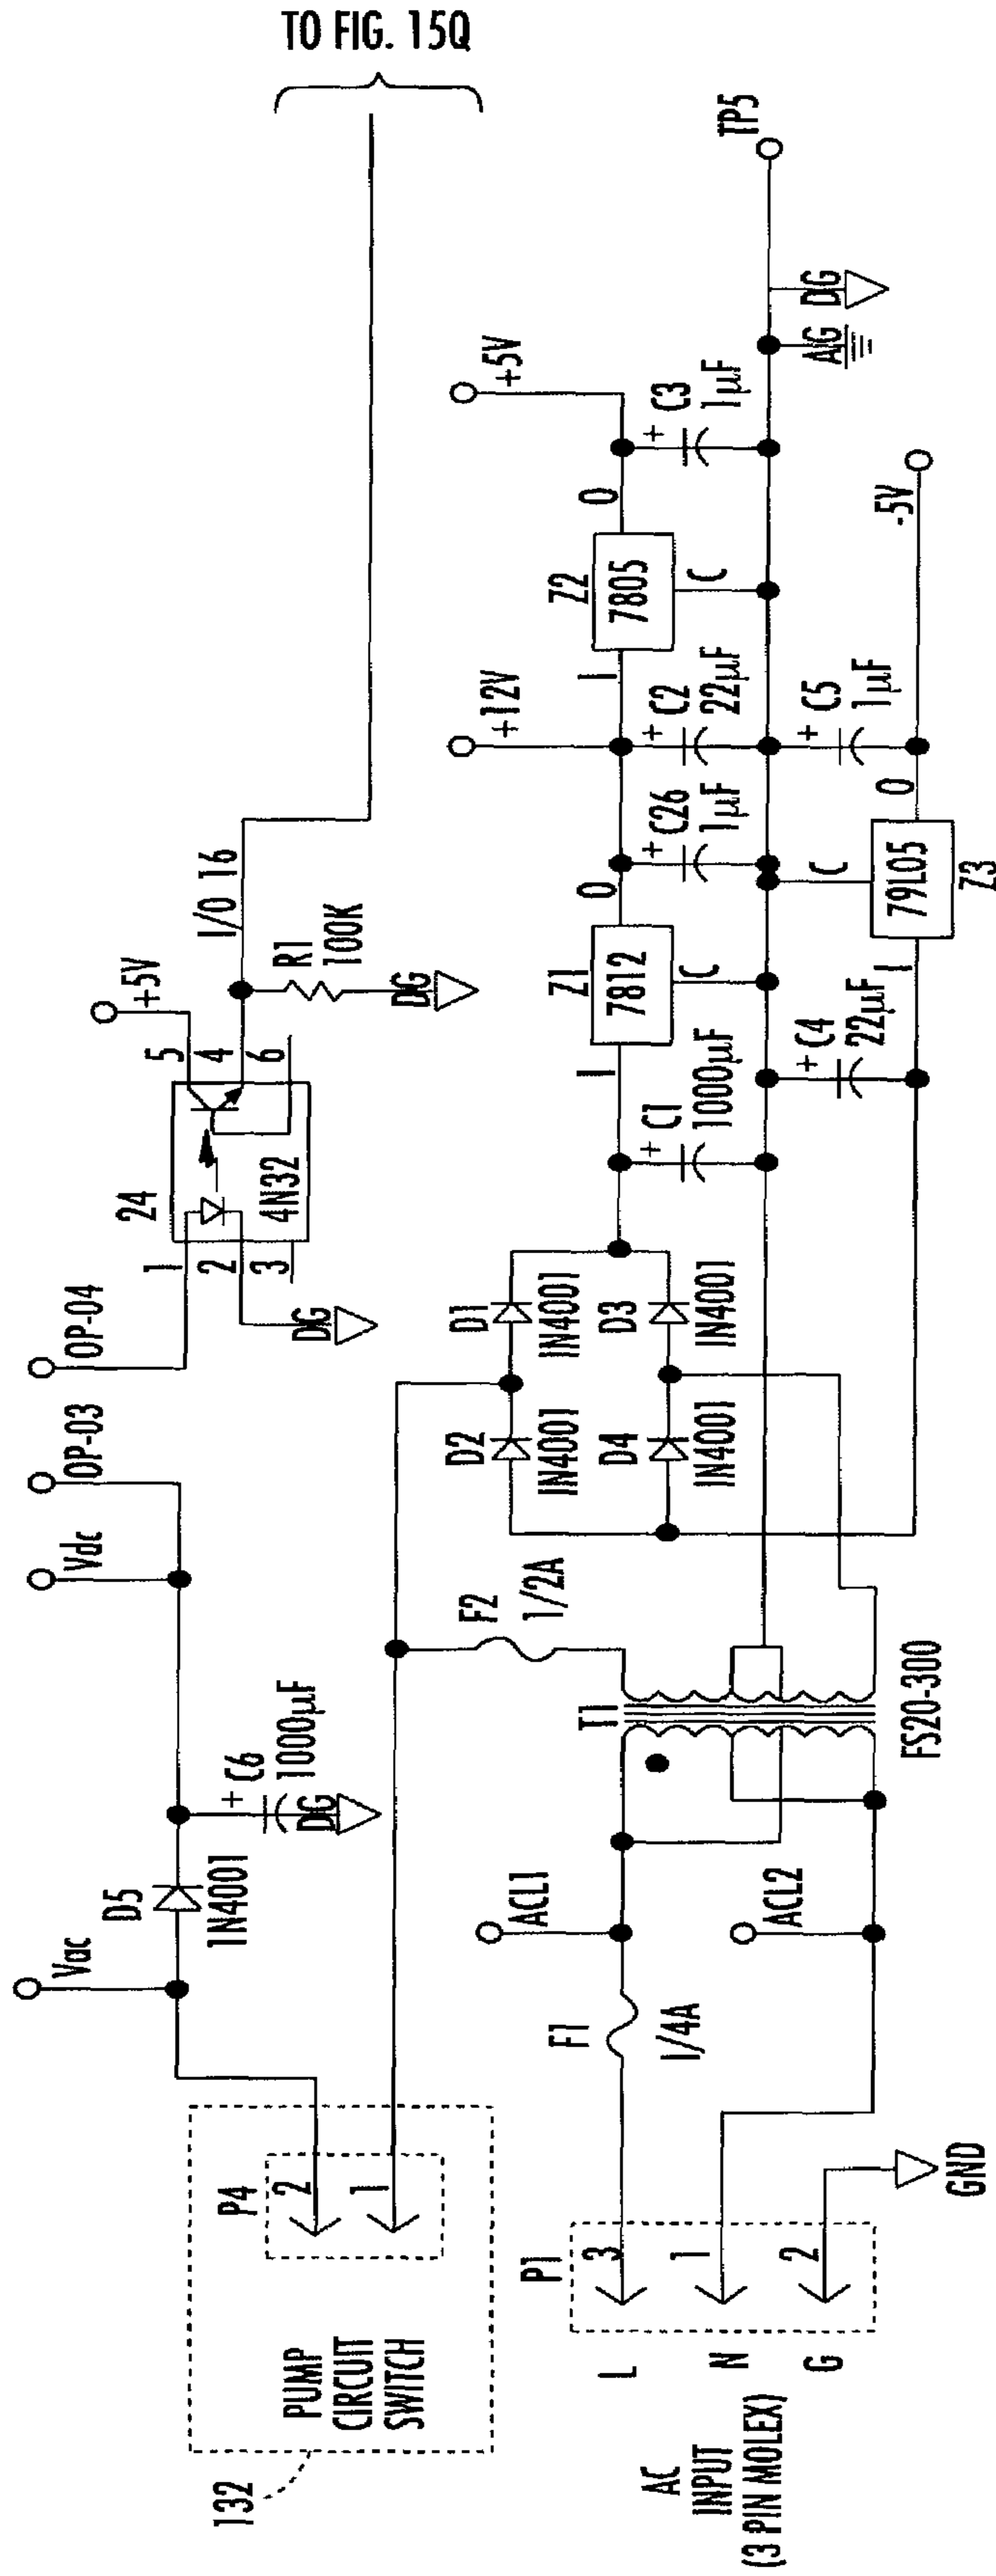 TO FIG. 15Q
Vac
Vdc
OP-03
OP-04
D5
1N4001
+ C6
1000µF
DG
24
1
2
3
4N32
5
4
6
+5V
I/O 16
R1
100K
DG
DG
132
PUMP
CIRCUIT
SWITCH
P4
2
1
F2
1/2A
D1
IN4001
D2
IN4001
D3
IN4001
D4
IN4001
+ C1
1000µF
Z1
7812
I
O
C
+ C26
1µF
+12V
+ C2
22µF
Z2
7805
I
O
C
+5V
+ C3
1µF
AG
DG
TP5
+ C4
22µF
Z3
79L05
I
O
C
+ C5
1µF
-5V
AC
INPUT
(3 PIN MOLEX)
L
N
G
P1
3
1
2
GND
F1
1/4A
ACL1
ACL2
T1
FS20-300